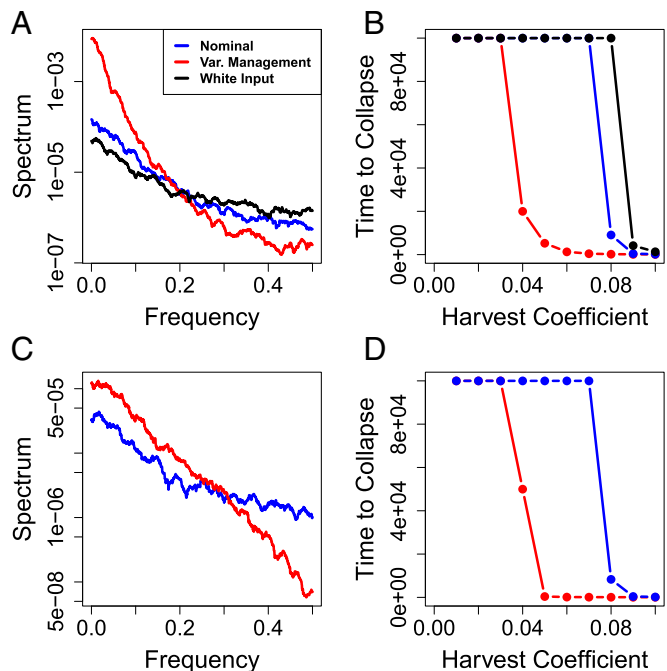 A
Spectrum
1e-03
1e-05
1e-07
Nominal
Var. Management
White Input
0.0 0.2 0.4
Frequency
B
Time to Collapse
8e+04
4e+04
0e+00
0.00 0.04 0.08
Harvest Coefficient
C
Spectrum
5e-05
1e-06
5e-08
0.0 0.2 0.4
Frequency
D
Time to Collapse
8e+04
4e+04
0e+00
0.00 0.04 0.08
Harvest Coefficient